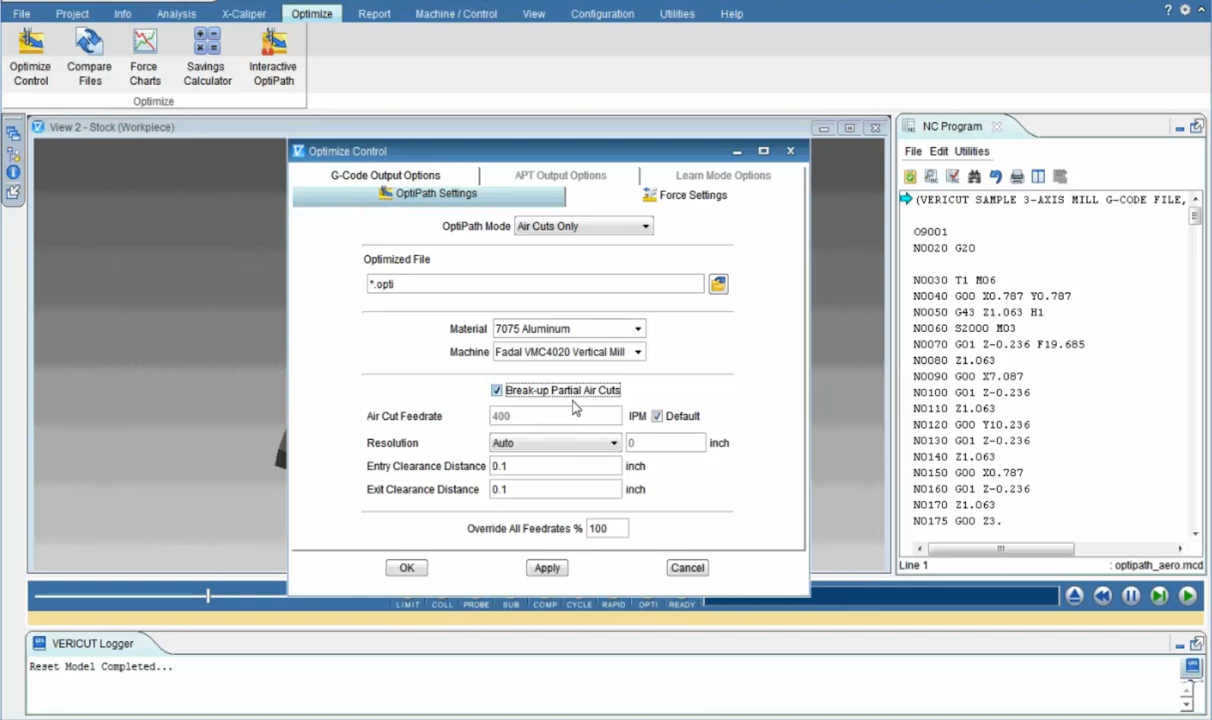 File Project Info Analysis X-Caliper Optimize Report Machine / Control View Configuration Utilities Help
?
Optimize Control
Compare Files
Force Charts
Savings Calculator
Interactive OptiPath
Optimize
View 2 - Stock (Workpiece)
Optimize Control
G-Code Output Options
APT Output Options
Learn Mode Options
OptiPath Settings
Force Settings
OptiPath Mode Air Cuts Only
Optimized File
*.opti
Material 7075 Aluminum
Machine Fadal VMC4020 Vertical Mill
Break-up Partial Air Cuts
Air Cut Feedrate 400 IPM Default
Resolution Auto 0 inch
Entry Clearance Distance 0.1 inch
Exit Clearance Distance 0.1 inch
Override All Feedrates % 100
OK Apply Cancel
LIMIT COLL PROBE SUB COMP CYCLE RAPID OPTI READY
NC Program
File Edit Utilities
(VERICUT SAMPLE 3-AXIS MILL G-CODE FILE,
O9001
N0020 G20
N0030 T1 M06
N0040 G00 X0.787 Y0.787
N0050 G43 Z1.063 H1
N0060 S2000 M03
N0070 G01 Z-0.236 F19.685
N0080 Z1.063
N0090 G00 X7.087
N0100 G01 Z-0.236
N0110 Z1.063
N0120 G00 Y10.236
N0130 G01 Z-0.236
N0140 Z1.063
N0150 G00 X0.787
N0160 G01 Z-0.236
N0170 Z1.063
N0175 G00 Z3.
Line 1 : optipath_aero.mcd
VERICUT Logger
Reset Model Completed...